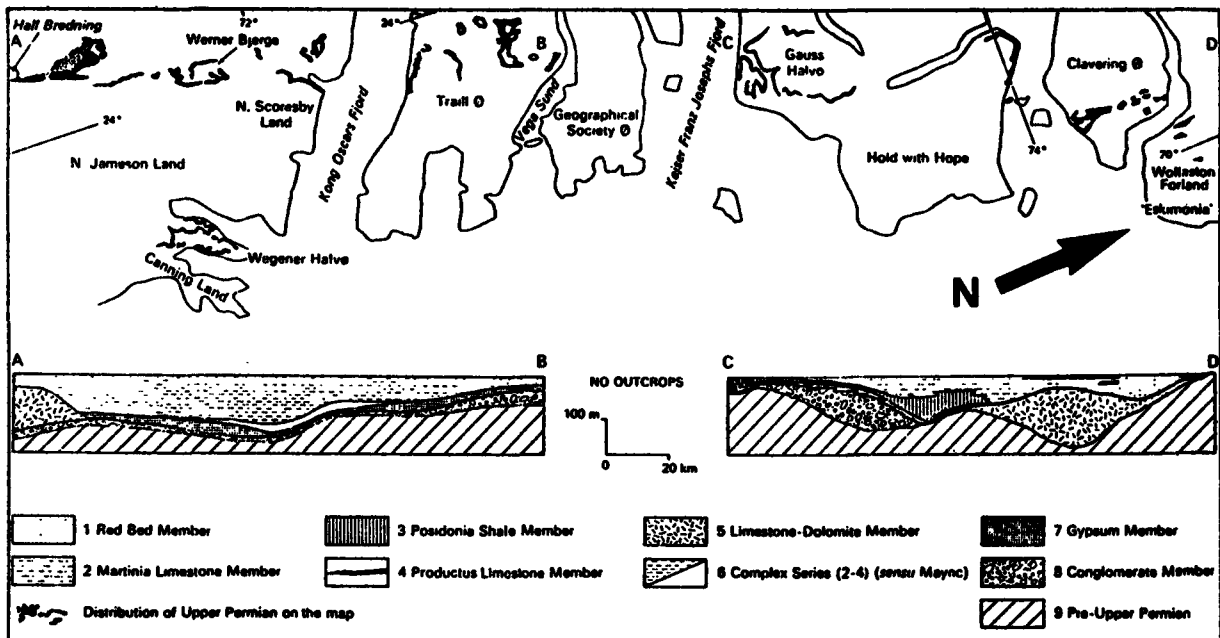 Hall Bredning
A
72°
Werner Bjerge
24°
B
C
Gauss
Halvo
D
Clavering Ø
N. Scoresby
Land
Kong Oscars Fjord
Traill Ø
Vega Sund
Geographical
Society Ø
Kejser Franz Josephs Fjord
24°
N Jameson Land
Hold with Hope
74°
70°
Wollaston
Forland
Wegener Halvø
Canning Land
N
A
B
NO OUTCROPS
C
D
100 m
0 20 km
1 Red Bed Member
3 Posidonia Shale Member
5 Limestone-Dolomite Member
7 Gypsum Member
2 Martinia Limestone Member
4 Productus Limestone Member
6 Complex Series (2-4) (sensu Maync)
8 Conglomerate Member
Distribution of Upper Permian on the map
9 Pre-Upper Permian